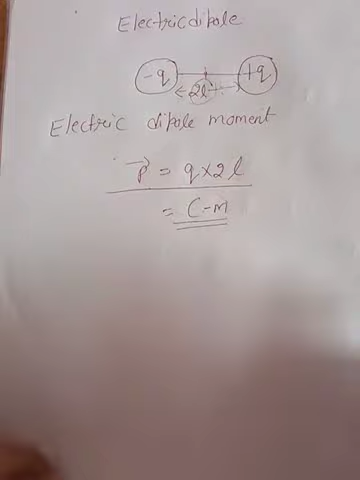 Electric dipole
-q +q
2l
Electric dipole moment
→p = q×2l
= C-m